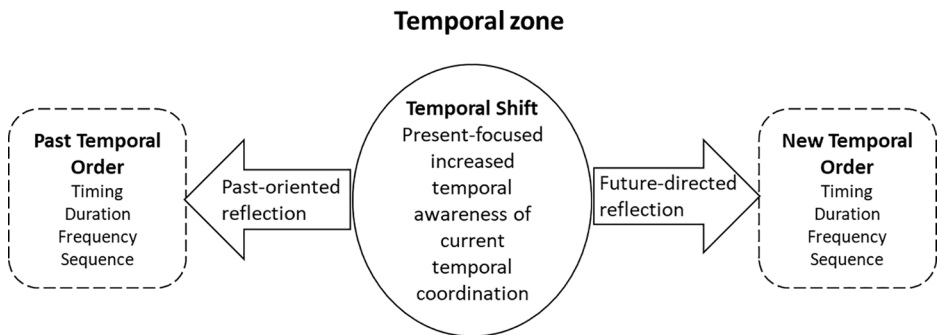 Temporal zone
Past Temporal
Order
Timing
Duration
Frequency
Sequence
Past-oriented
reflection
Temporal Shift
Present-focused
increased
temporal
awareness of
current
temporal
coordination
Future-directed
reflection
New Temporal
Order
Timing
Duration
Frequency
Sequence